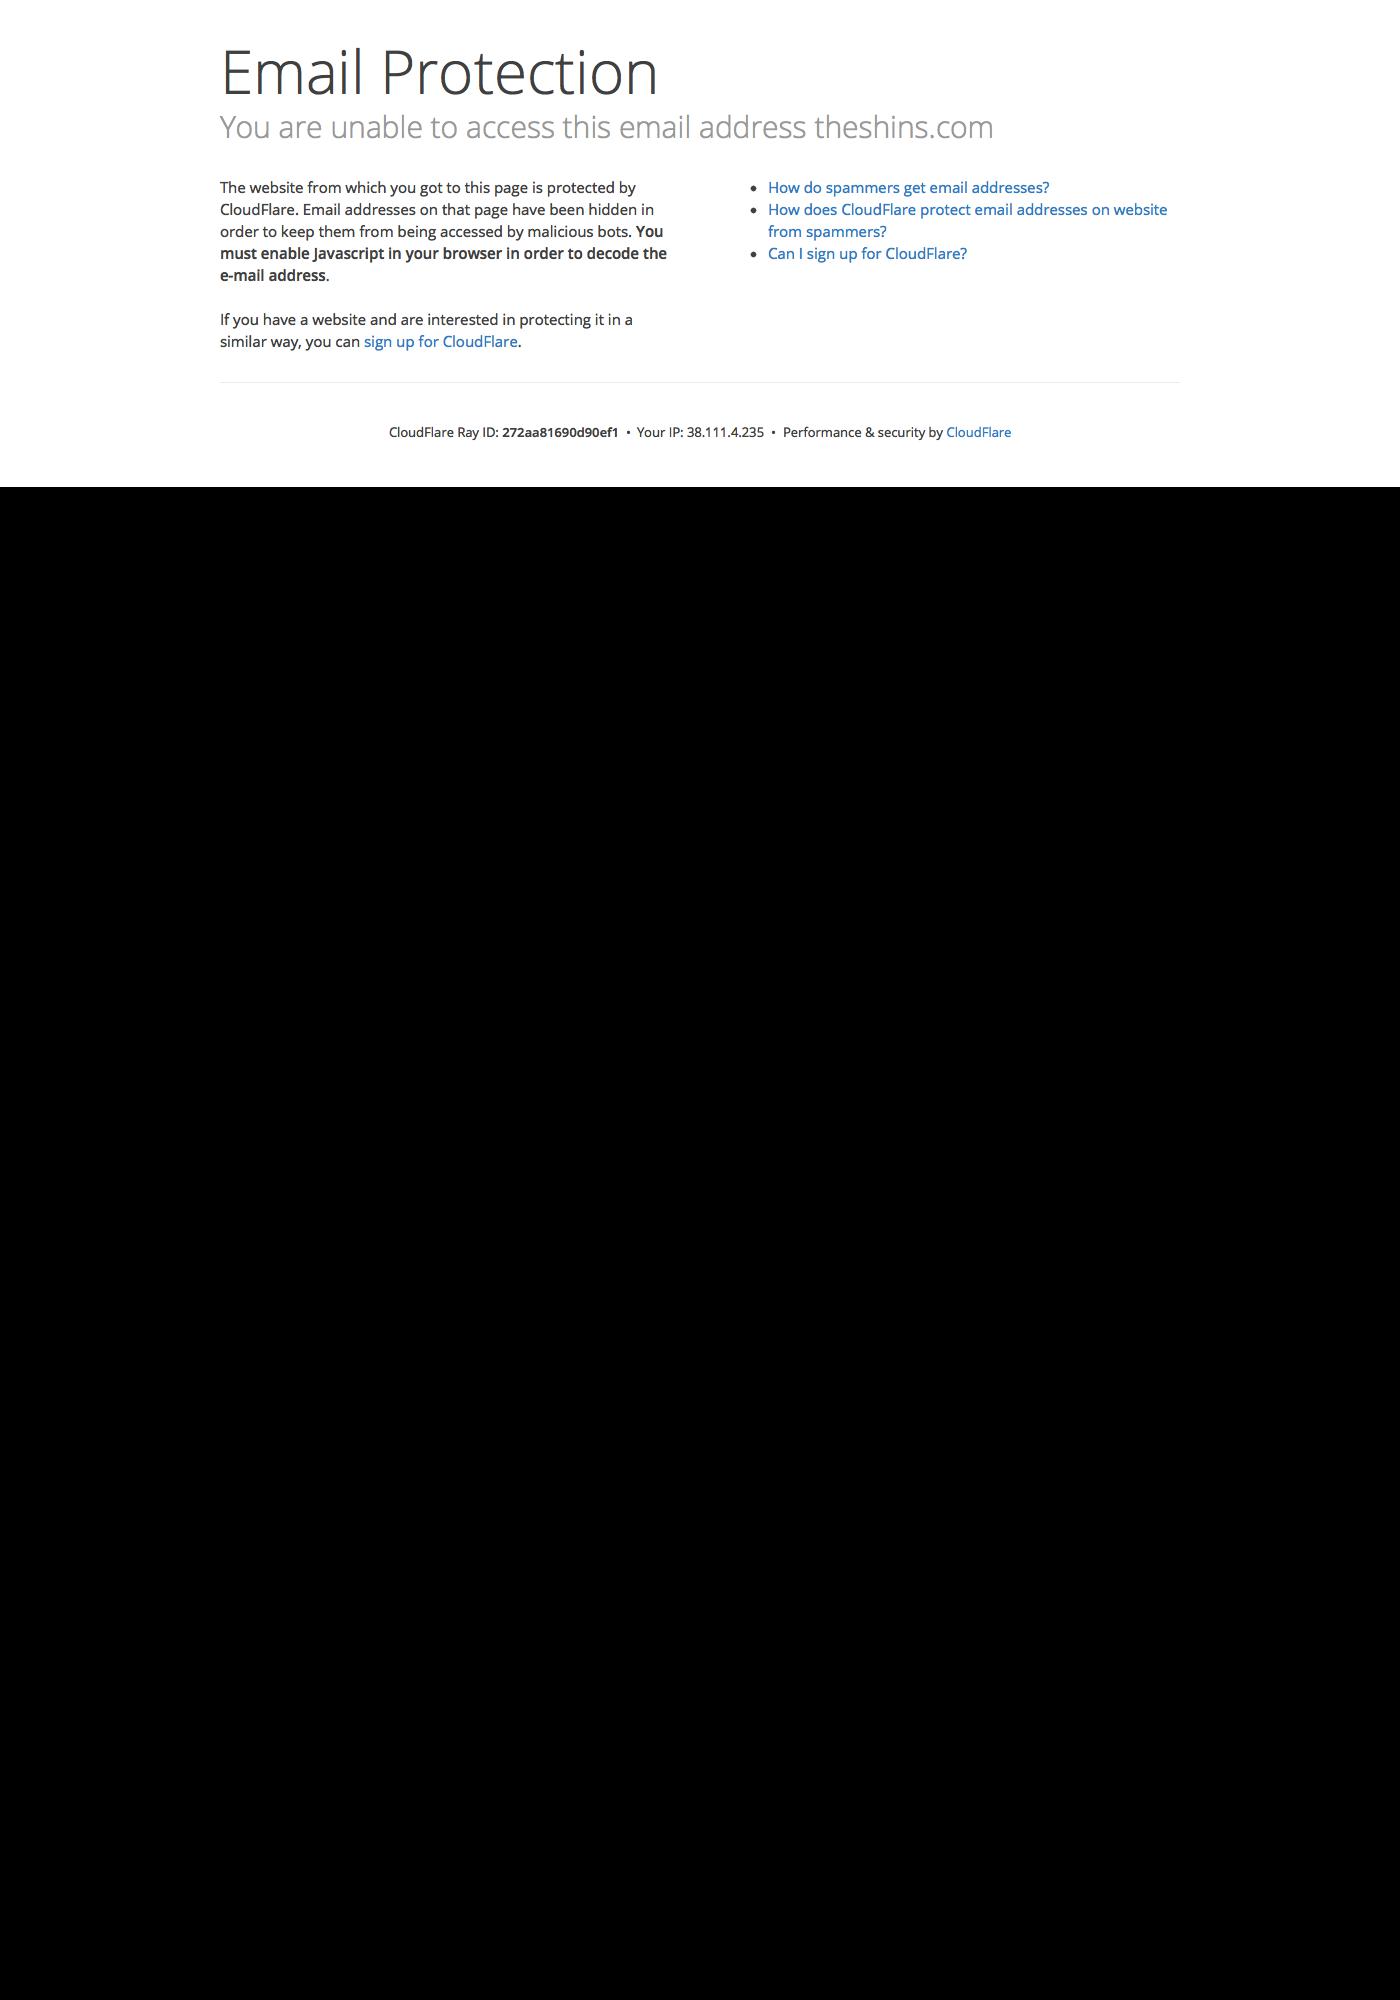 Email Protection
You are unable to access this email address theshins.com
The website from which you got to this page is protected by
CloudFlare. Email addresses on that page have been hidden in
order to keep them from being accessed by malicious bots. You
must enable Javascript in your browser in order to decode the
e-mail address.
If you have a website and are interested in protecting it in a
similar way, you can sign up for CloudFlare.
• How do spammers get email addresses?
• How does CloudFlare protect email addresses on website
from spammers?
• Can I sign up for CloudFlare?
CloudFlare Ray ID: 272aa81690d90ef1 • Your IP: 38.111.4.235 • Performance & security by CloudFlare